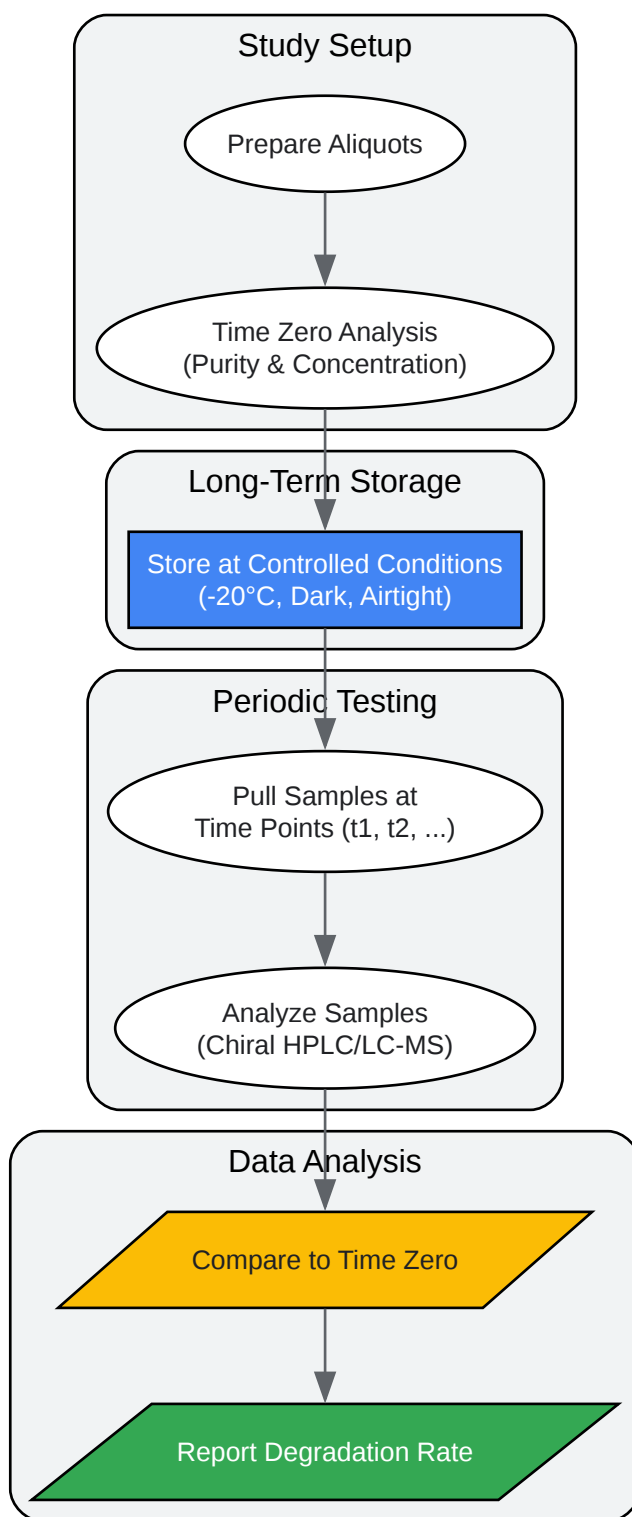 Study Setup
Prepare Aliquots
Time Zero Analysis
(Purity & Concentration)
Long-Term Storage
Store at Controlled Conditions
(-20°C, Dark, Airtight)
Periodic Testing
Pull Samples at
Time Points (t1, t2, ...)
Analyze Samples
(Chiral HPLC/LC-MS)
Data Analysis
Compare to Time Zero
Report Degradation Rate